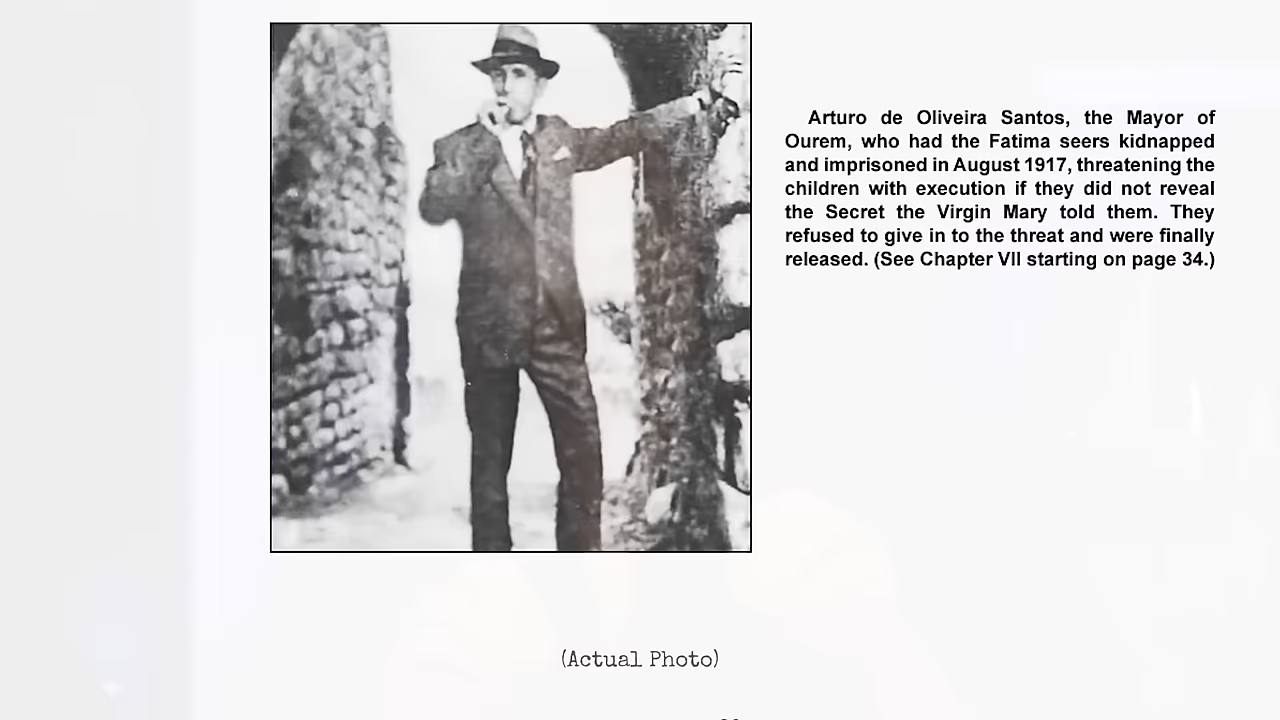 Arturo de Oliveira Santos, the Mayor of
Ourem, who had the Fatima seers kidnapped
and imprisoned in August 1917, threatening the
children with execution if they did not reveal
the Secret the Virgin Mary told them. They
refused to give in to the threat and were finally
released. (See Chapter VII starting on page 34.)
(Actual Photo)